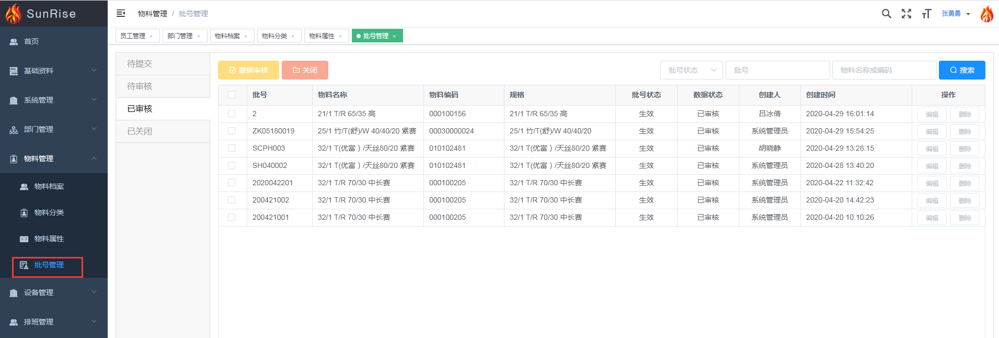 SunRise
物料管理 / 批号管理
张勇勇
首页
基础资料
系统管理
部门管理
物料管理
物料档案
物料分类
物料属性
批号管理
设备管理
排班管理
员工管理 × 部门管理 × 物料档案 × 物料分类 × 物料属性 × 批号管理 ×
待提交
待审核
已审核
已关闭
撤销审核 关闭 批号状态 批号 物料名称或编码 搜索
批号 物料名称 物料编码 规格 批号状态 数据状态 创建人 创建时间 操作
2 21/1 T/R 65/35 高 000100156 21/1 T/R 65/35 高 生效 已审核 吕冰倩 2020-04-29 16:01:14 编辑 删除
ZK05180019 25/1 竹/T(舒)/W 40/40/20 紧赛 00030000024 25/1 竹/T(舒)/W 40/40/20 生效 已审核 系统管理员 2020-04-29 15:54:25 编辑 删除
SCPH003 32/1 T(优富）/天丝80/20 紧赛 010102481 32/1 T(优富）/天丝80/20 紧赛 生效 已审核 胡晓静 2020-04-29 13:28:15 编辑 删除
SH040002 32/1 T(优富）/天丝80/20 紧赛 010102481 32/1 T(优富）/天丝80/20 紧赛 生效 已审核 系统管理员 2020-04-28 13:40:20 编辑 删除
2020042201 32/1 T/R 70/30 中长赛 000100205 32/1 T/R 70/30 中长赛 生效 已审核 系统管理员 2020-04-22 11:32:42 编辑 删除
200421002 32/1 T/R 70/30 中长赛 000100205 32/1 T/R 70/30 中长赛 生效 已审核 系统管理员 2020-04-20 14:42:23 编辑 删除
200421001 32/1 T/R 70/30 中长赛 000100205 32/1 T/R 70/30 中长赛 生效 已审核 系统管理员 2020-04-20 10:10:26 编辑 删除